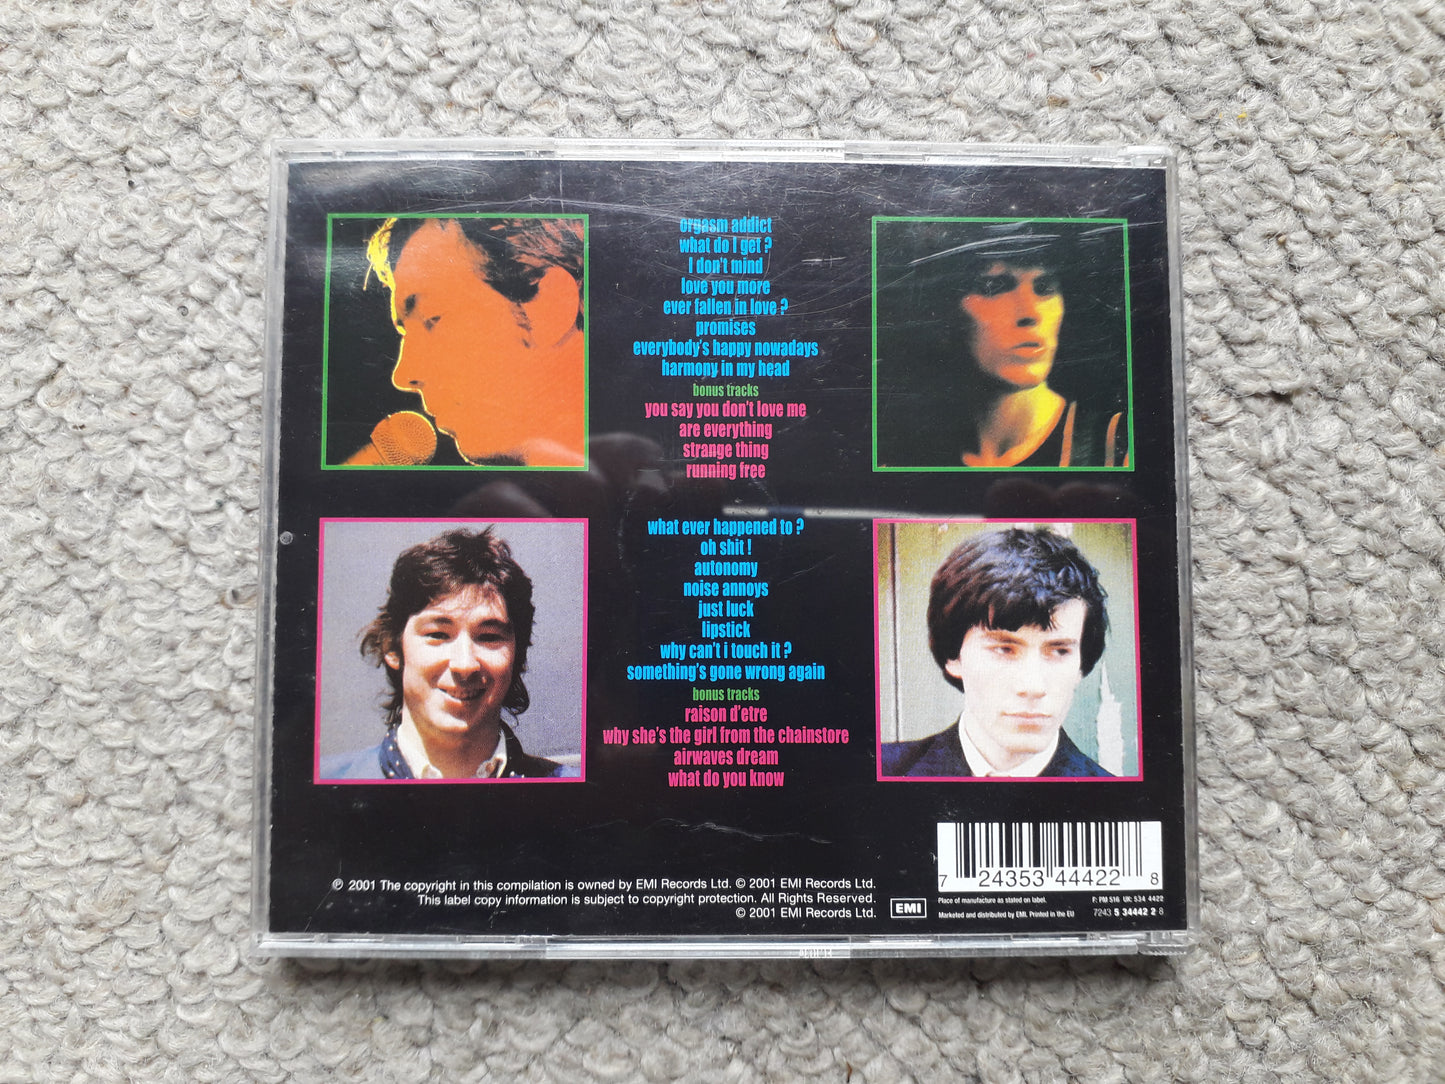 orgasm addict
what do I get ?
I don't mind
love you more
ever fallen in love ?
promises
everybody's happy nowadays
harmony in my head
bonus tracks
you say you don't love me
are everything
strange thing
running free
what ever happened to ?
oh shit !
autonomy
noise annoys
just luck
lipstick
why can't i touch it ?
something's gone wrong again
bonus tracks
raison d'etre
why she's the girl from the chainstore
airwaves dream
what do you know
℗ 2001 The copyright in this compilation is owned by EMI Records Ltd. © 2001 EMI Records Ltd.
This label copy information is subject to copyright protection. All Rights Reserved.
© 2001 EMI Records Ltd.
EMI
7 24353 44422 8
Place of manufacture as stated on label. F: PM 516 UK: 534 4422
Marketed and distributed by EMI. Printed in the EU 7243 5 34442 2 8